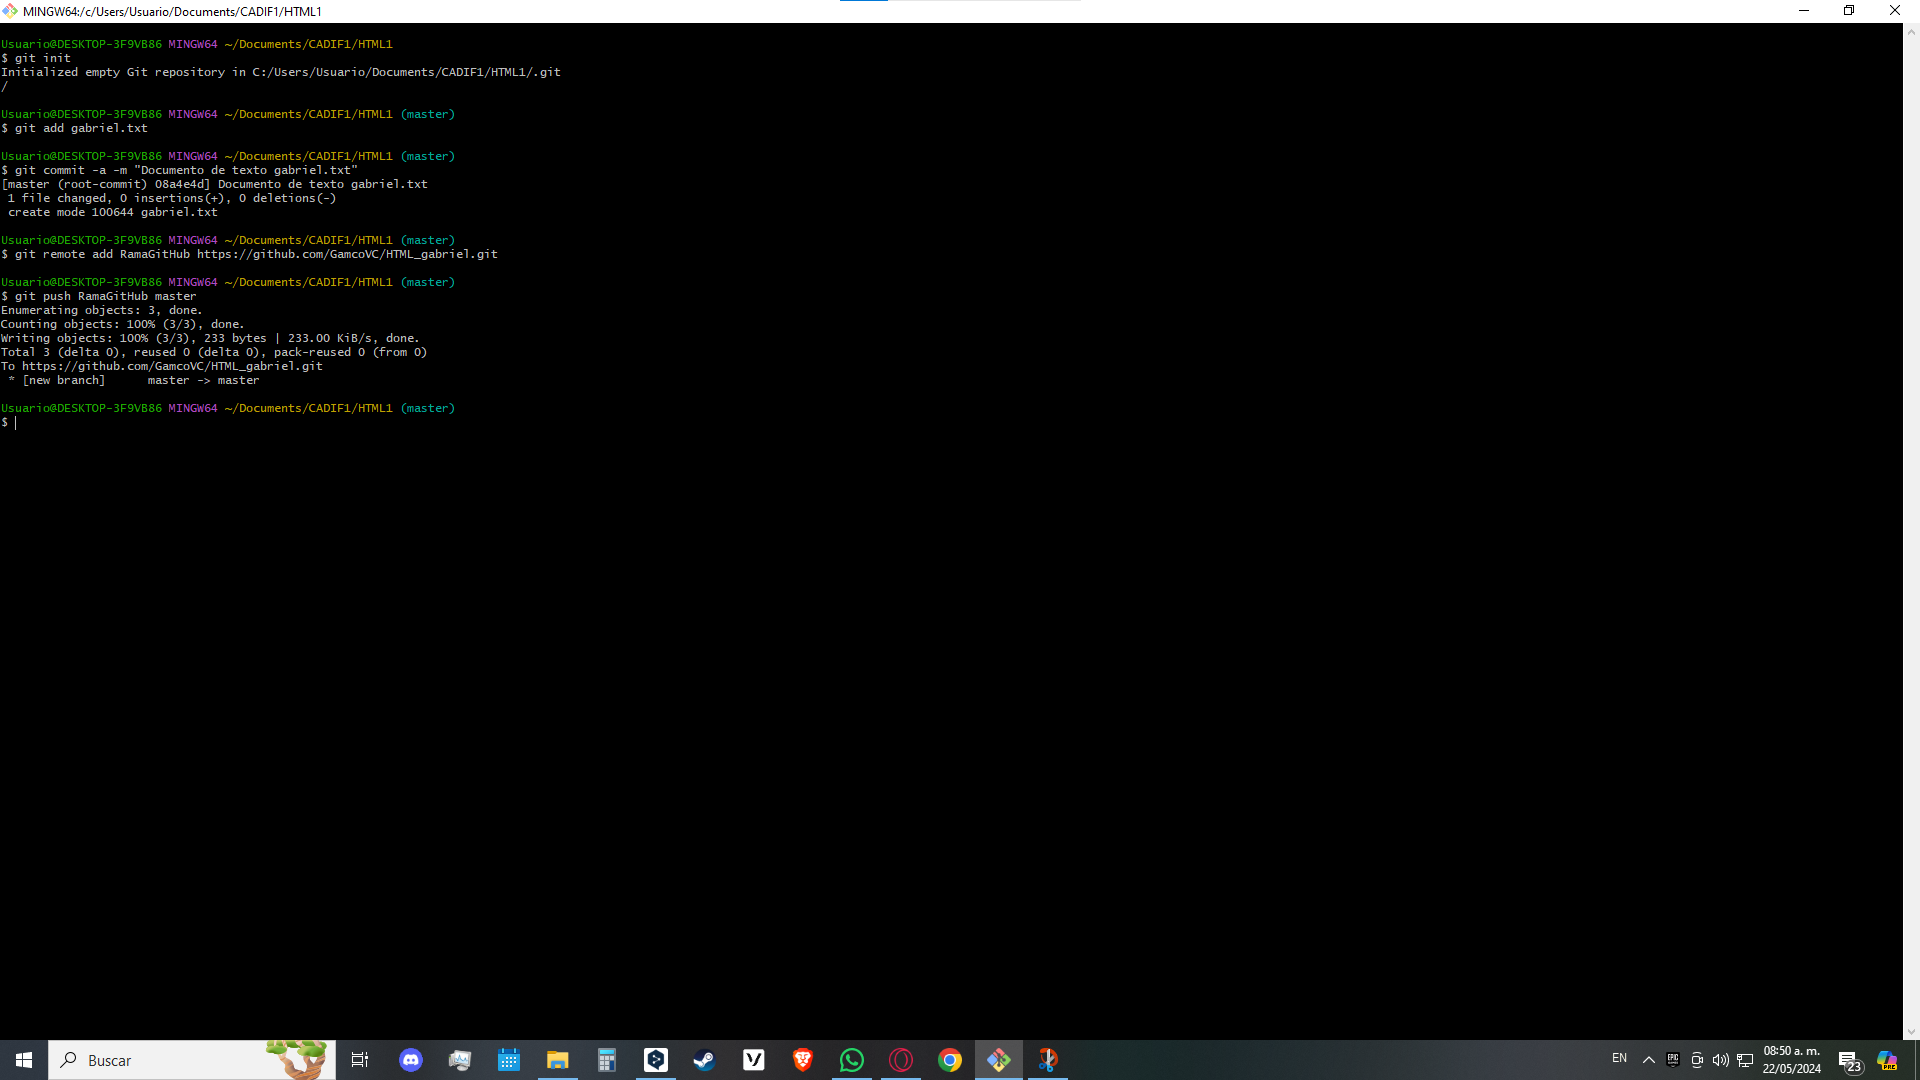 MINGW64:/c/Users/Usuario/Documents/CADIF1/HTML1
Usuario@DESKTOP-3F9VB86 MINGW64 ~/Documents/CADIF1/HTML1
$ git init
Initialized empty Git repository in C:/Users/Usuario/Documents/CADIF1/HTML1/.git
/
Usuario@DESKTOP-3F9VB86 MINGW64 ~/Documents/CADIF1/HTML1 (master)
$ git add gabriel.txt
Usuario@DESKTOP-3F9VB86 MINGW64 ~/Documents/CADIF1/HTML1 (master)
$ git commit -a -m "Documento de texto gabriel.txt"
[master (root-commit) 08a4e4d] Documento de texto gabriel.txt
 1 file changed, 0 insertions(+), 0 deletions(-)
 create mode 100644 gabriel.txt
Usuario@DESKTOP-3F9VB86 MINGW64 ~/Documents/CADIF1/HTML1 (master)
$ git remote add RamaGitHub https://github.com/GamcoVC/HTML_gabriel.git
Usuario@DESKTOP-3F9VB86 MINGW64 ~/Documents/CADIF1/HTML1 (master)
$ git push RamaGitHub master
Enumerating objects: 3, done.
Counting objects: 100% (3/3), done.
Writing objects: 100% (3/3), 233 bytes | 233.00 KiB/s, done.
Total 3 (delta 0), reused 0 (delta 0), pack-reused 0 (from 0)
To https://github.com/GamcoVC/HTML_gabriel.git
 * [new branch]      master -> master
Usuario@DESKTOP-3F9VB86 MINGW64 ~/Documents/CADIF1/HTML1 (master)
$
Buscar
EN
EPIC
08:50 a. m.
22/05/2024
23
PRE